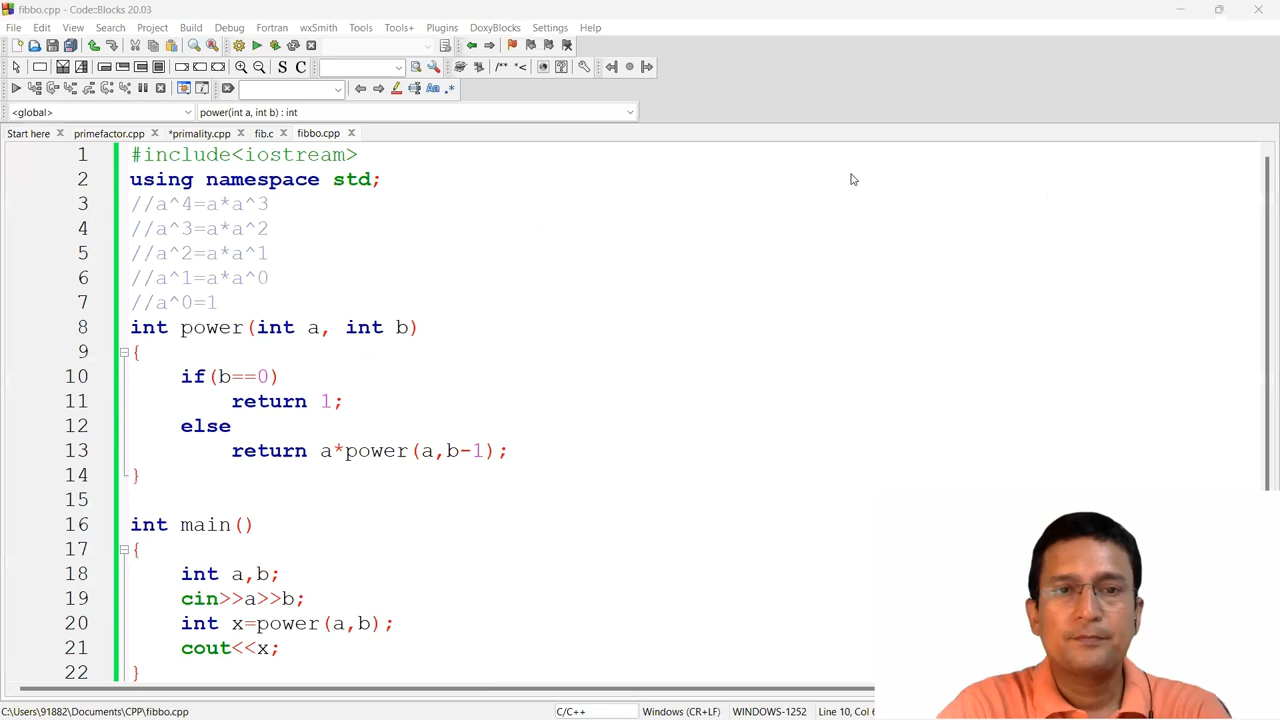 fibbo.cpp - Code::Blocks 20.03
File Edit View Search Project Build Debug Fortran wxSmith Tools Tools+ Plugins DoxyBlocks Settings Help
/** *<
S C
Aa .*
<global> power(int a, int b) : int
Start here primefactor.cpp *primality.cpp fib.c fibbo.cpp
1 #include<iostream>
2 using namespace std;
3 //a^4=a*a^3
4 //a^3=a*a^2
5 //a^2=a*a^1
6 //a^1=a*a^0
7 //a^0=1
8 int power(int a, int b)
9 {
10 if(b==0)
11 return 1;
12 else
13 return a*power(a,b-1);
14 }
15
16 int main()
17 {
18 int a,b;
19 cin>>a>>b;
20 int x=power(a,b);
21 cout<<x;
22 }
C:\Users\91882\Documents\CPP\fibbo.cpp C/C++ Windows (CR+LF) WINDOWS-1252 Line 10, Col 6